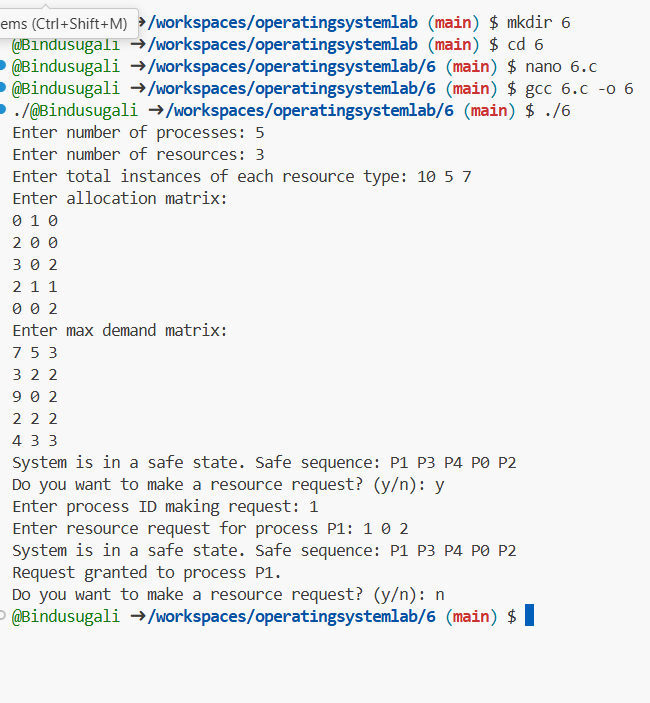 ems (Ctrl+Shift+M) →/workspaces/operatingsystemlab (main) $ mkdir 6
@Bindusugali →/workspaces/operatingsystemlab (main) $ cd 6
@Bindusugali →/workspaces/operatingsystemlab/6 (main) $ nano 6.c
@Bindusugali →/workspaces/operatingsystemlab/6 (main) $ gcc 6.c -o 6
./@Bindusugali →/workspaces/operatingsystemlab/6 (main) $ ./6
Enter number of processes: 5
Enter number of resources: 3
Enter total instances of each resource type: 10 5 7
Enter allocation matrix:
0 1 0
2 0 0
3 0 2
2 1 1
0 0 2
Enter max demand matrix:
7 5 3
3 2 2
9 0 2
2 2 2
4 3 3
System is in a safe state. Safe sequence: P1 P3 P4 P0 P2
Do you want to make a resource request? (y/n): y
Enter process ID making request: 1
Enter resource request for process P1: 1 0 2
System is in a safe state. Safe sequence: P1 P3 P4 P0 P2
Request granted to process P1.
Do you want to make a resource request? (y/n): n
@Bindusugali →/workspaces/operatingsystemlab/6 (main) $